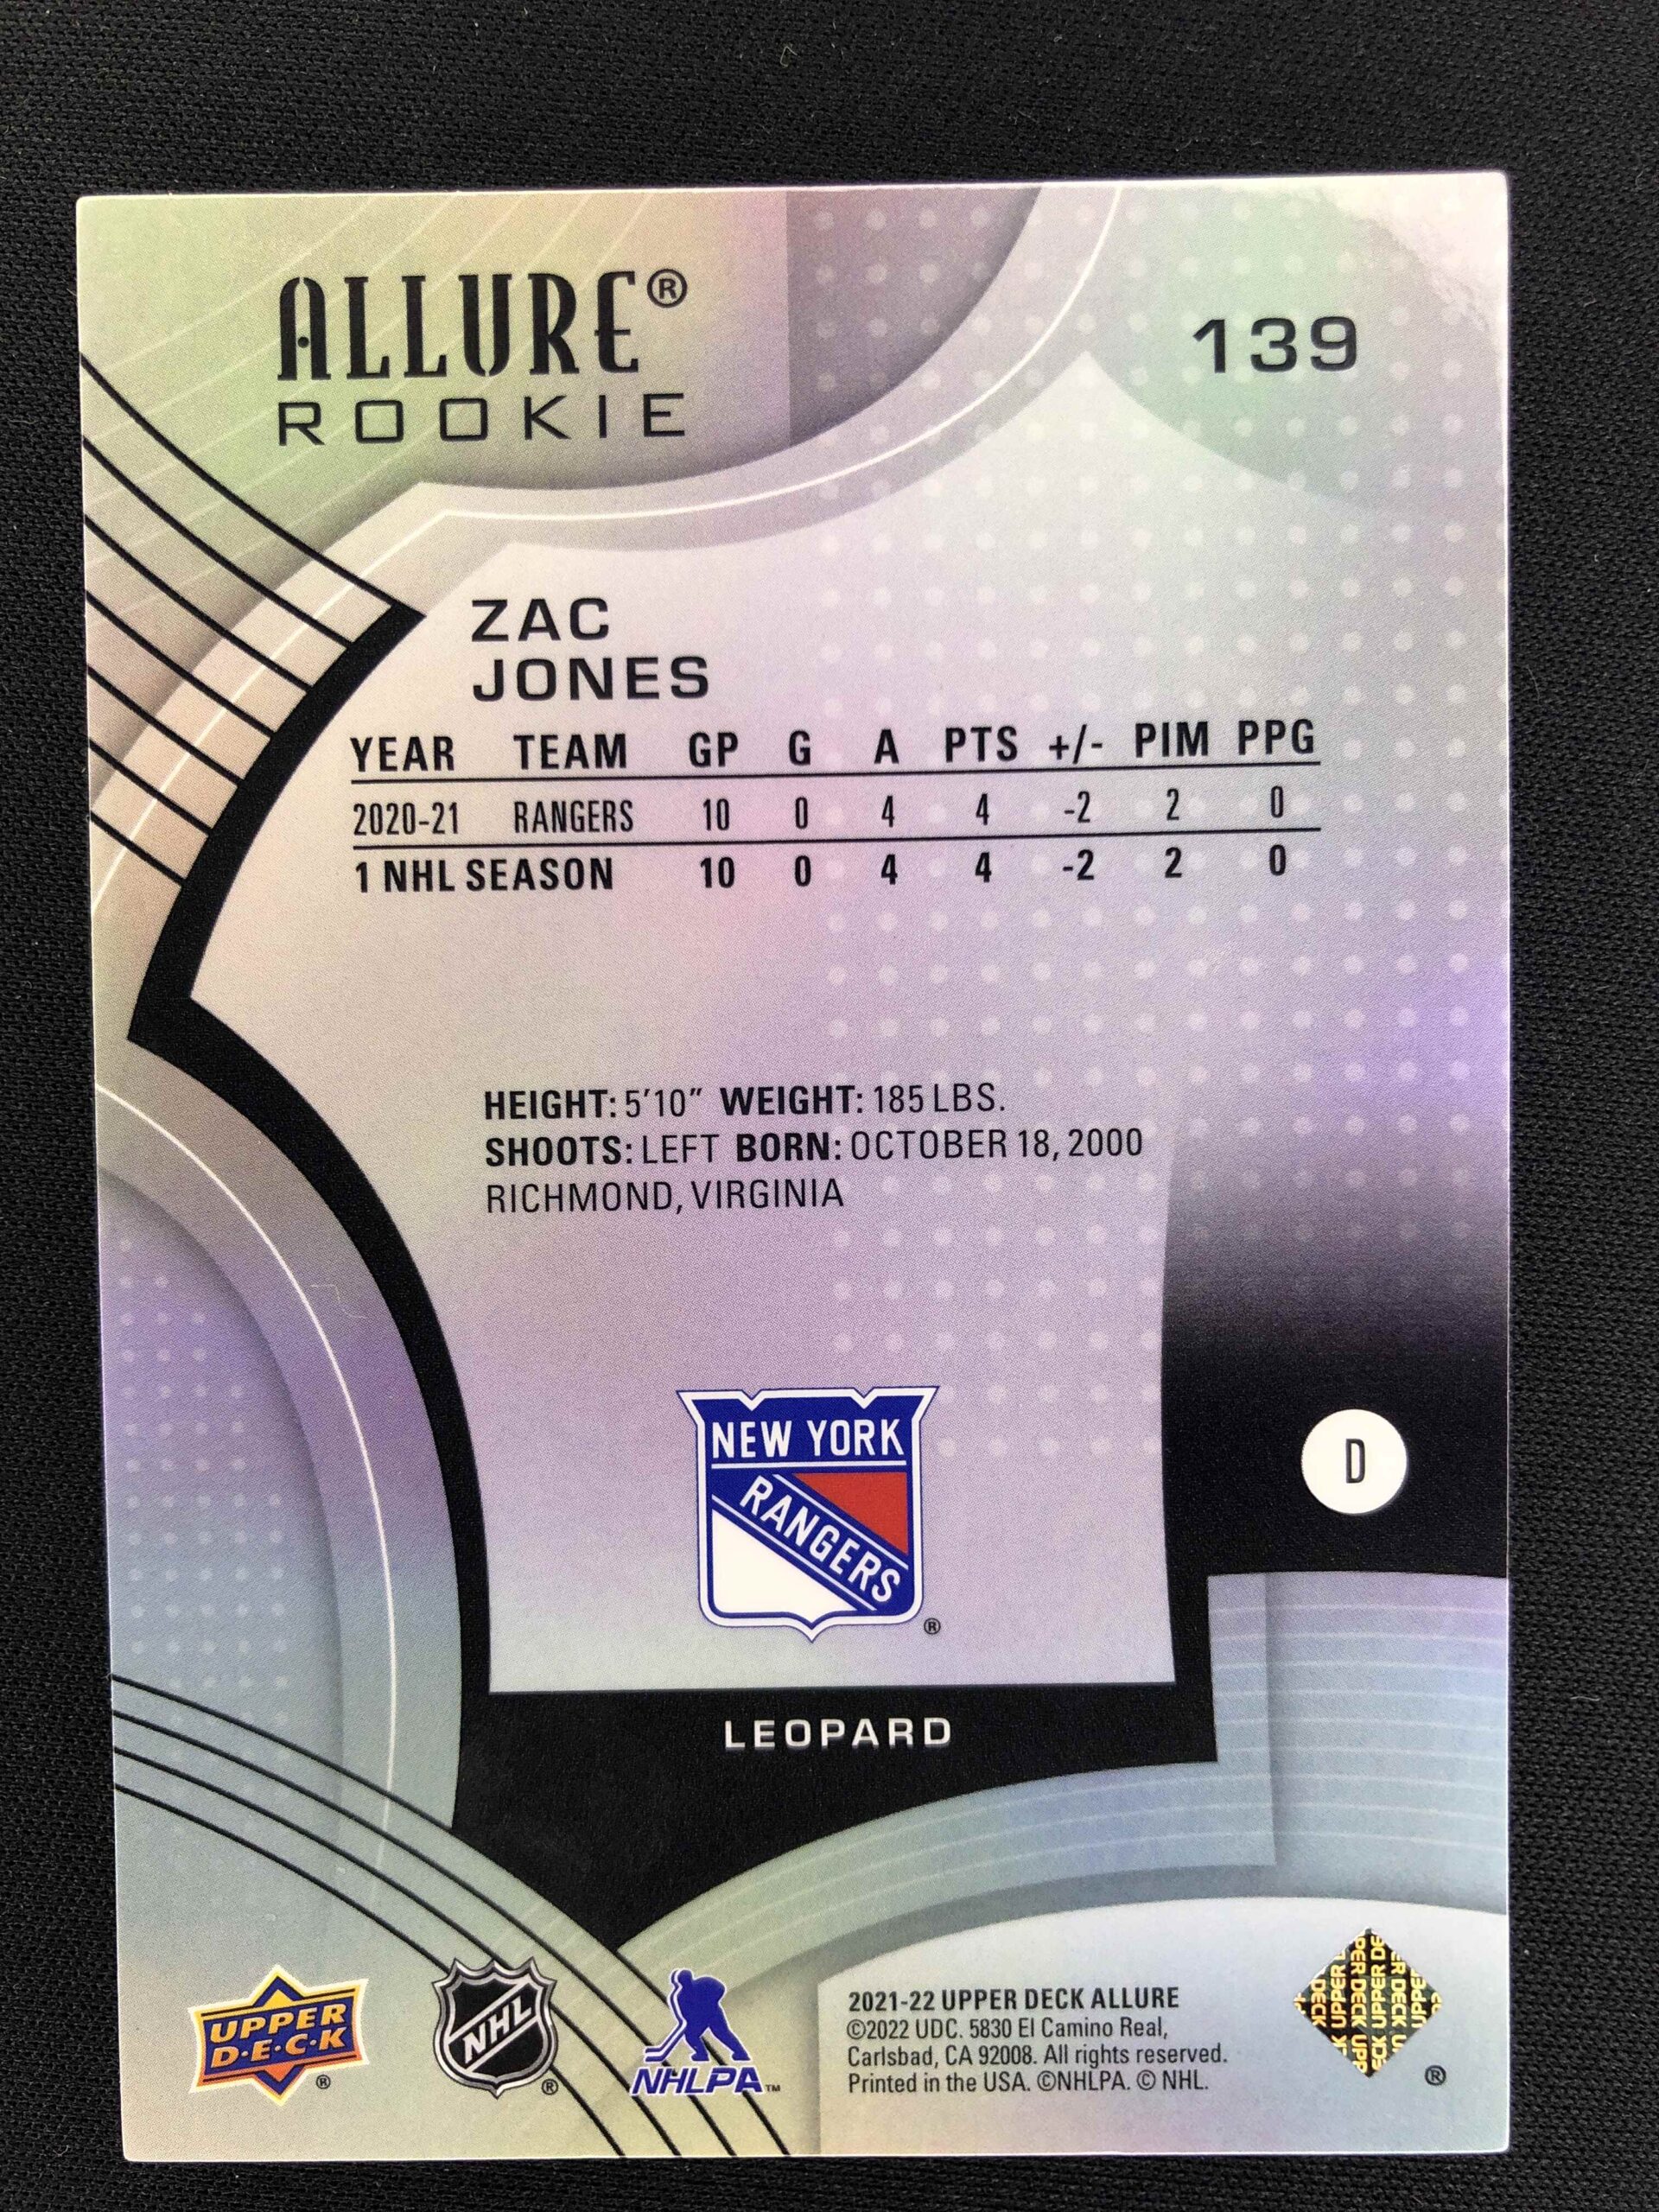 ALLURE®
ROOKIE
139
ZAC
JONES
YEAR TEAM GP G A PTS +/- PIM PPG
2020-21 RANGERS 10 0 4 4 -2 2 0
1 NHL SEASON 10 0 4 4 -2 2 0
HEIGHT: 5'10" WEIGHT: 185 LBS.
SHOOTS: LEFT BORN: OCTOBER 18, 2000
RICHMOND, VIRGINIA
NEW YORK
RANGERS
®
D
LEOPARD
UPPER
D·E·C·K
®
NHL
®
NHLPA™
2021-22 UPPER DECK ALLURE
©2022 UDC. 5830 El Camino Real,
Carlsbad, CA 92008. All rights reserved.
Printed in the USA. ©NHLPA. © NHL.
UPPER DECK
®